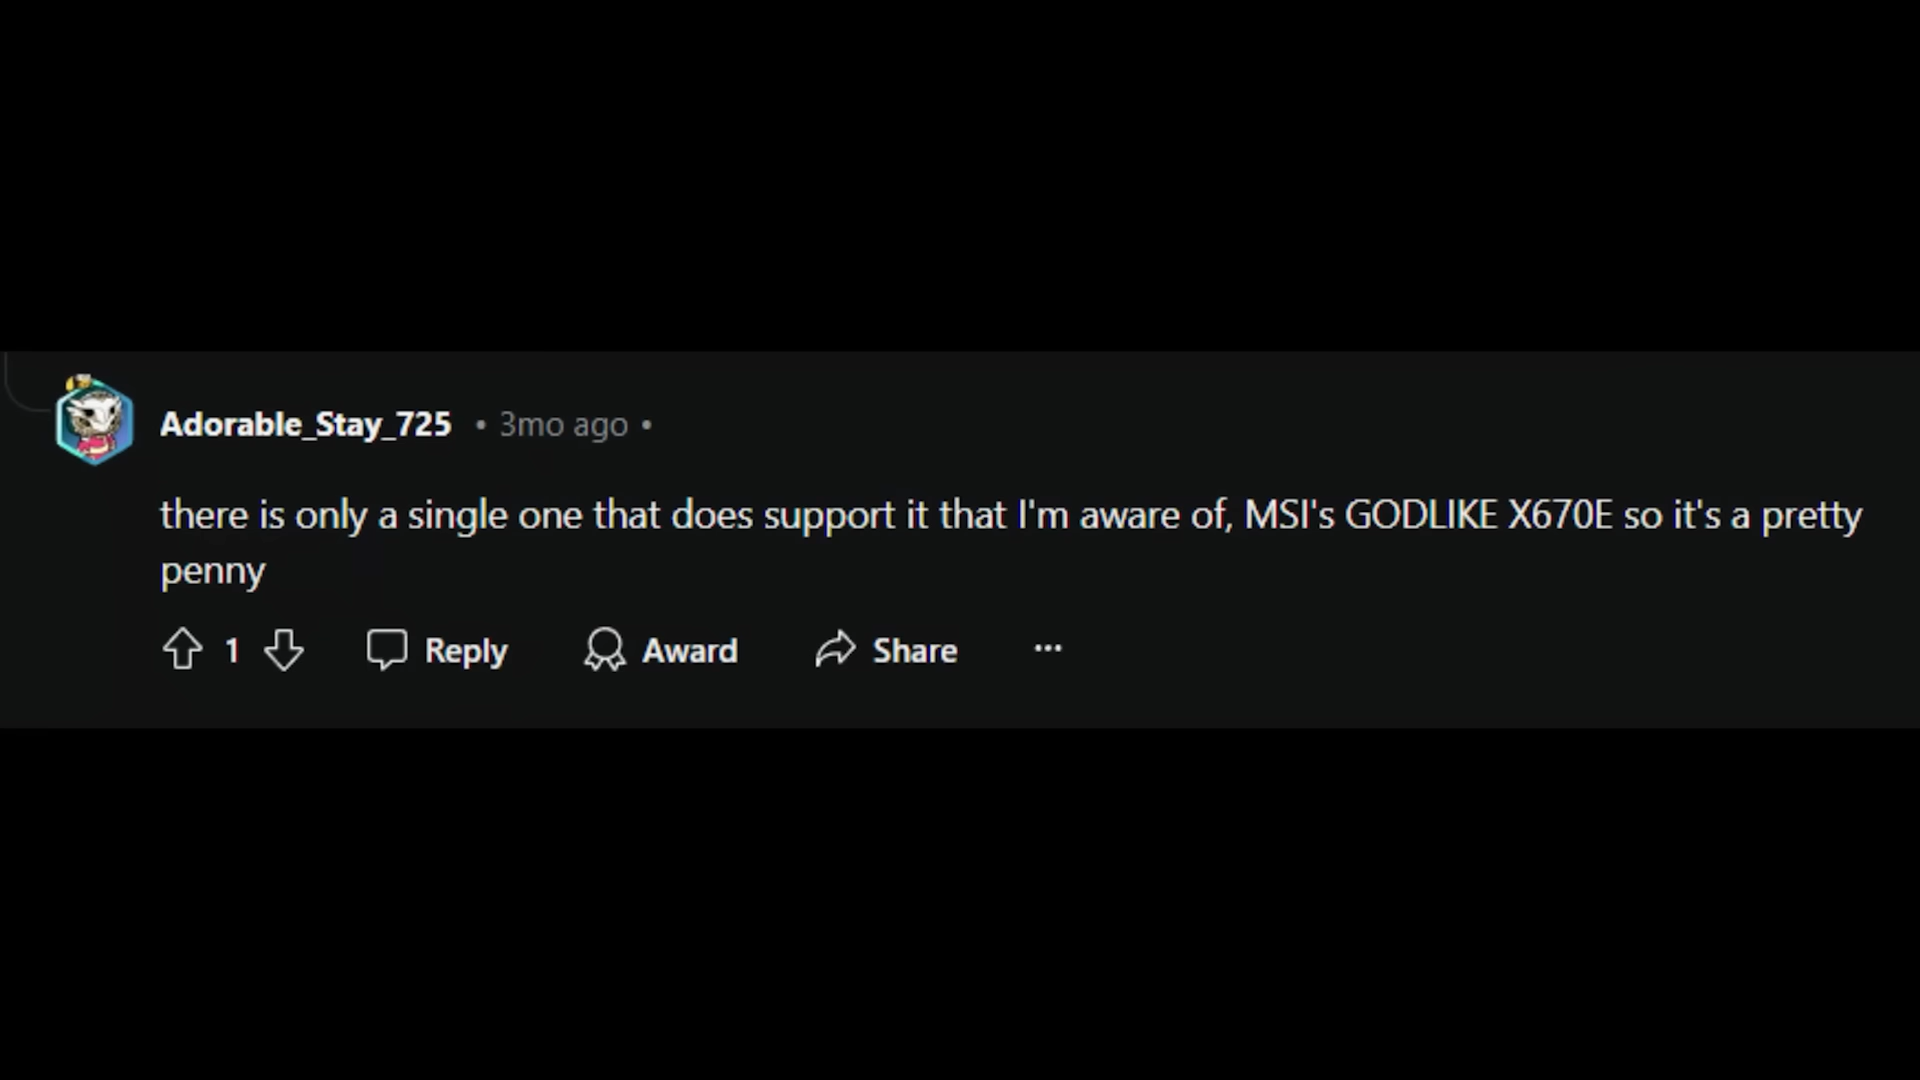 Adorable_Stay_725 • 3mo ago •
there is only a single one that does support it that I'm aware of, MSI's GODLIKE X670E so it's a pretty
penny
1 Reply Award Share ...